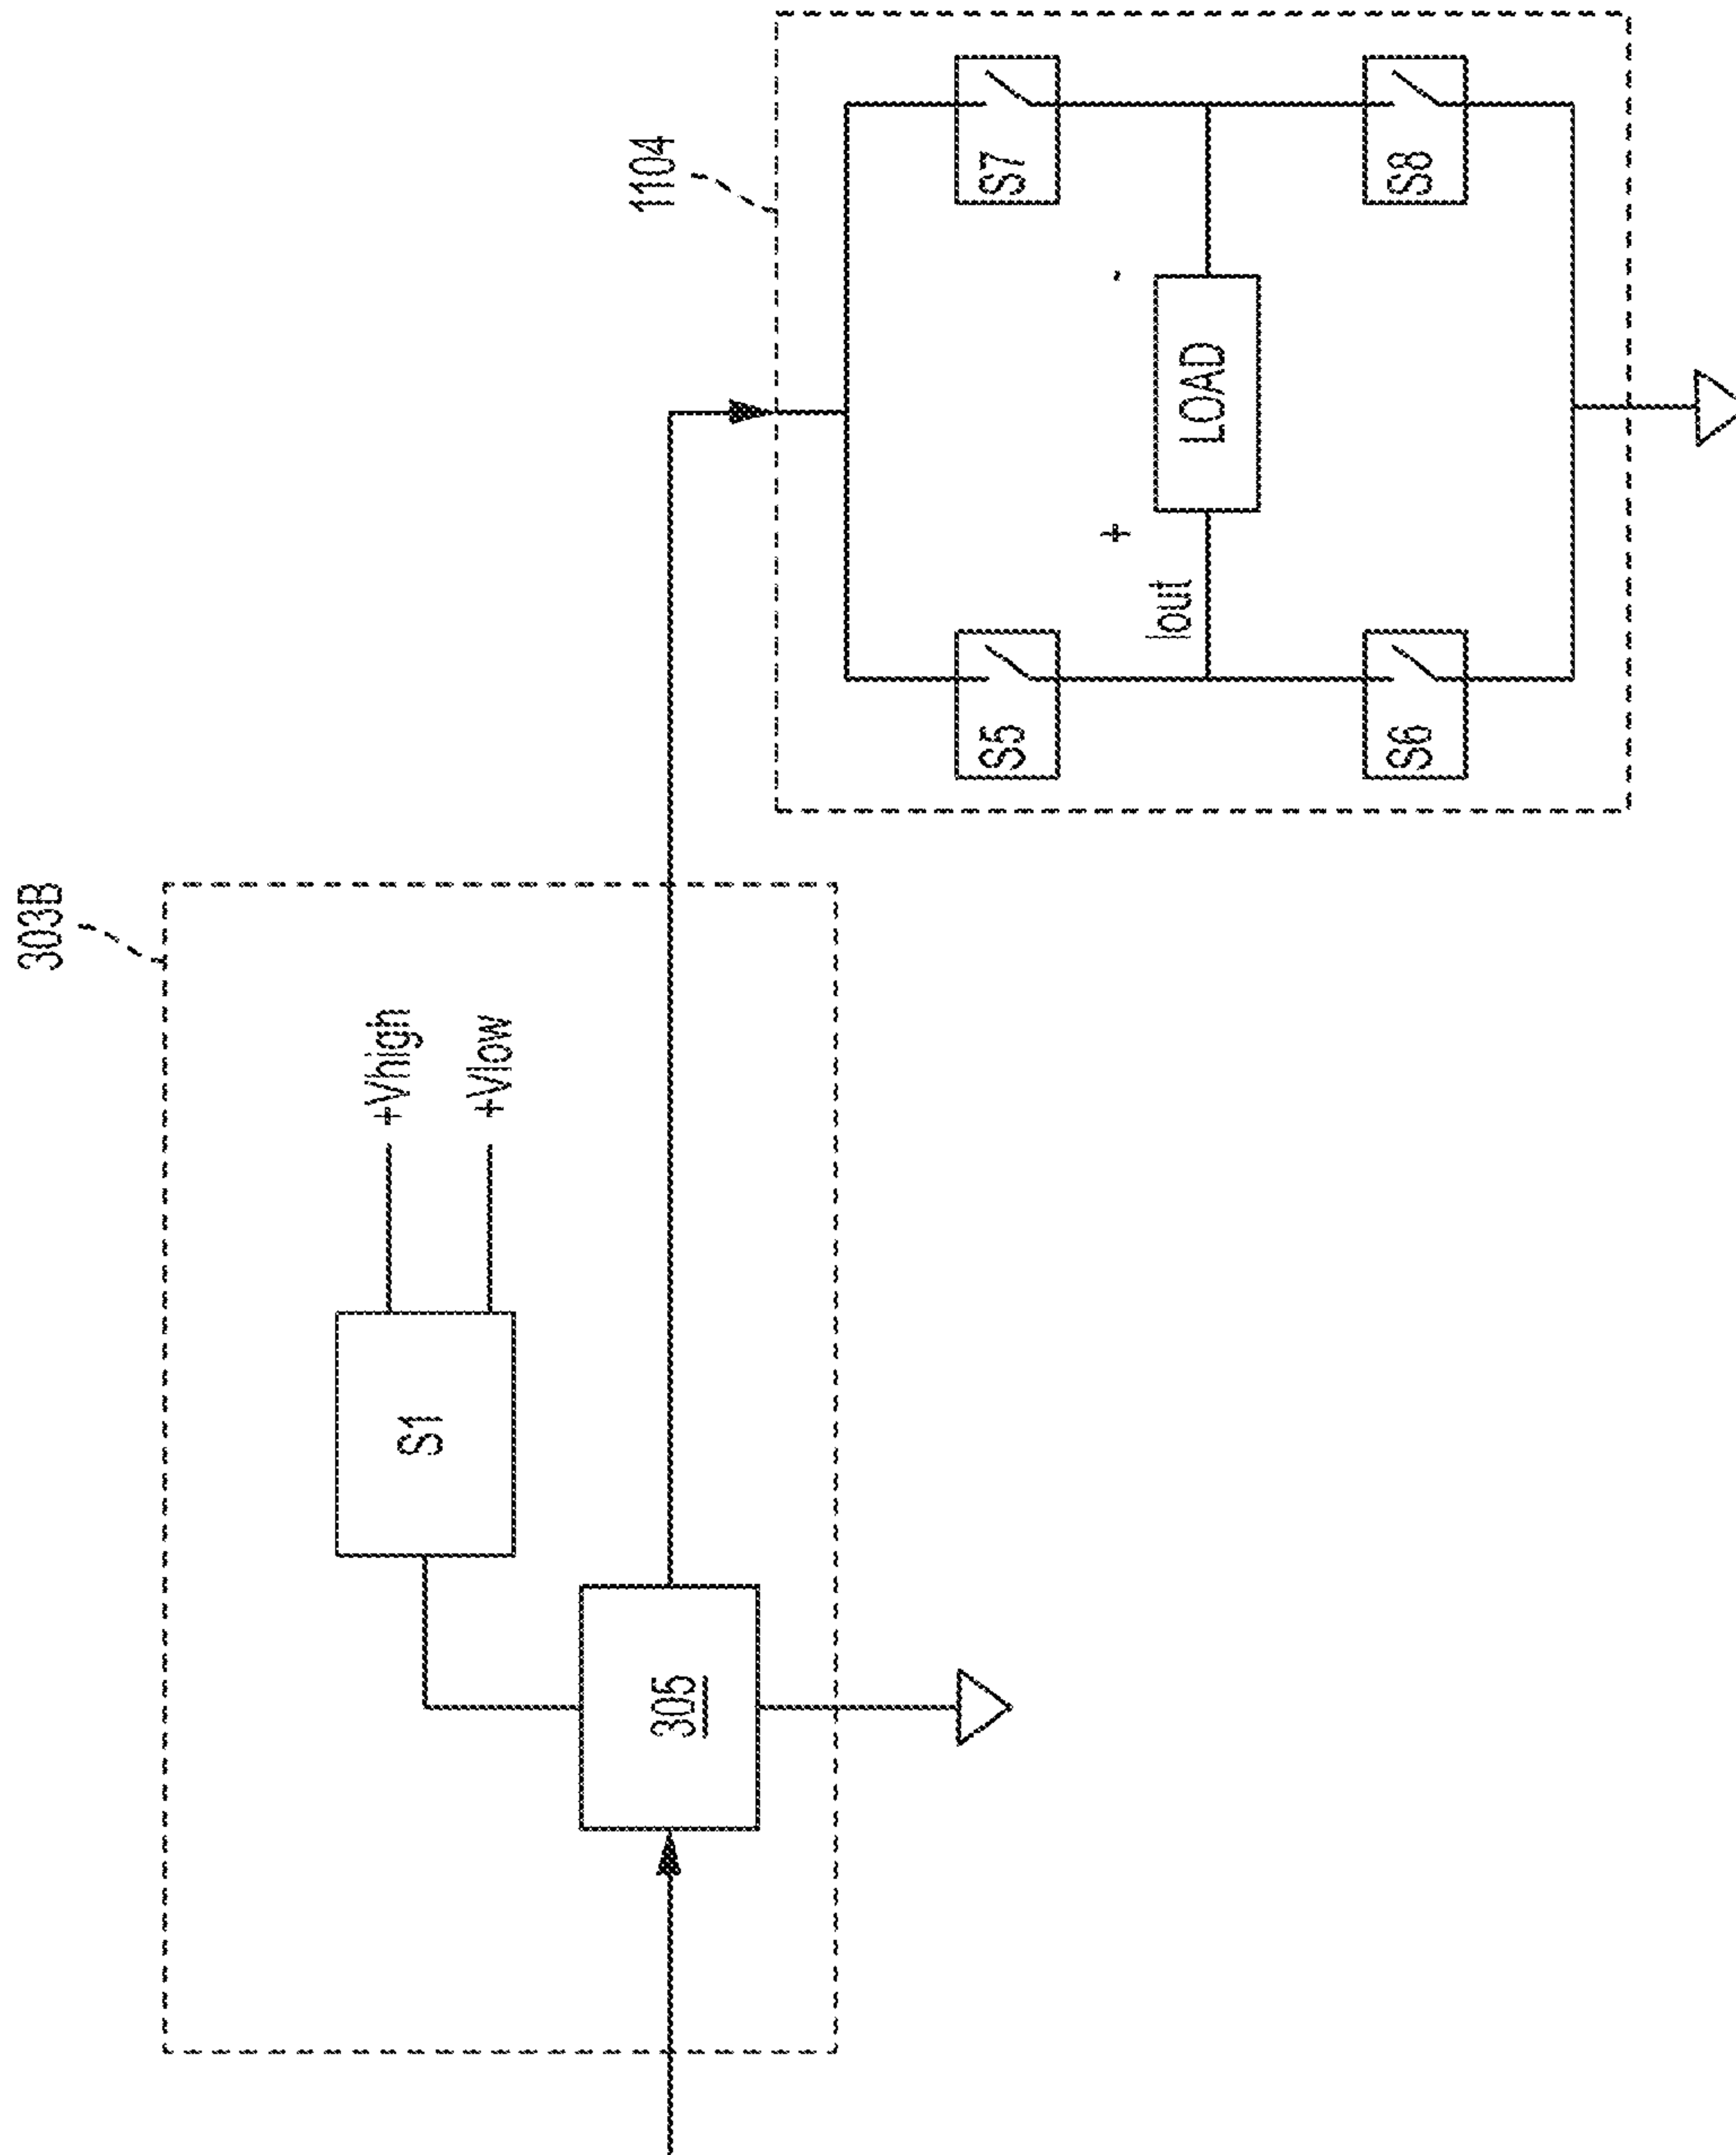 303B
+Vhigh
+Vlow
S1
305
1104
S5
S7
Iout
+
-
LOAD
S6
S8